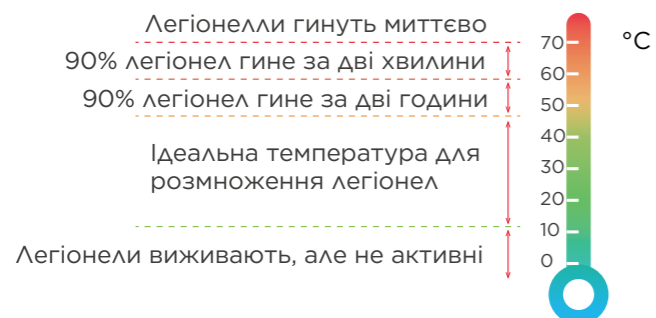 Легіонелли гинуть миттєво
°C
70
90% легіонел гине за дві хвилини
60
90% легіонел гине за дві години
50
40
Ідеальна температура для
розмноження легіонел
30
20
10
Легіонели виживають, але не активні
0